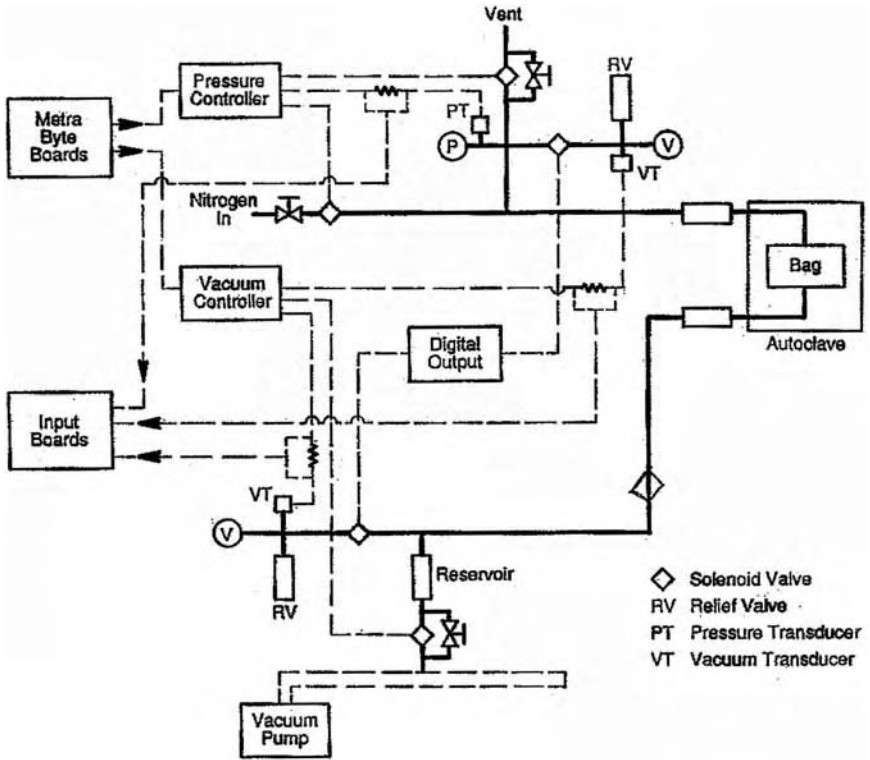 Vent
RV
Pressure
Controller
Metra
Byte
Boards
PT
P
V
VT
Nitrogen
In
Bag
Vacuum
Controller
Autoclave
Digital
Output
Input
Boards
VT
V
Reservoir
RV
Solenoid Valve
RV Relief Valve
PT Pressure Transducer
VT Vacuum Transducer
Vacuum
Pump